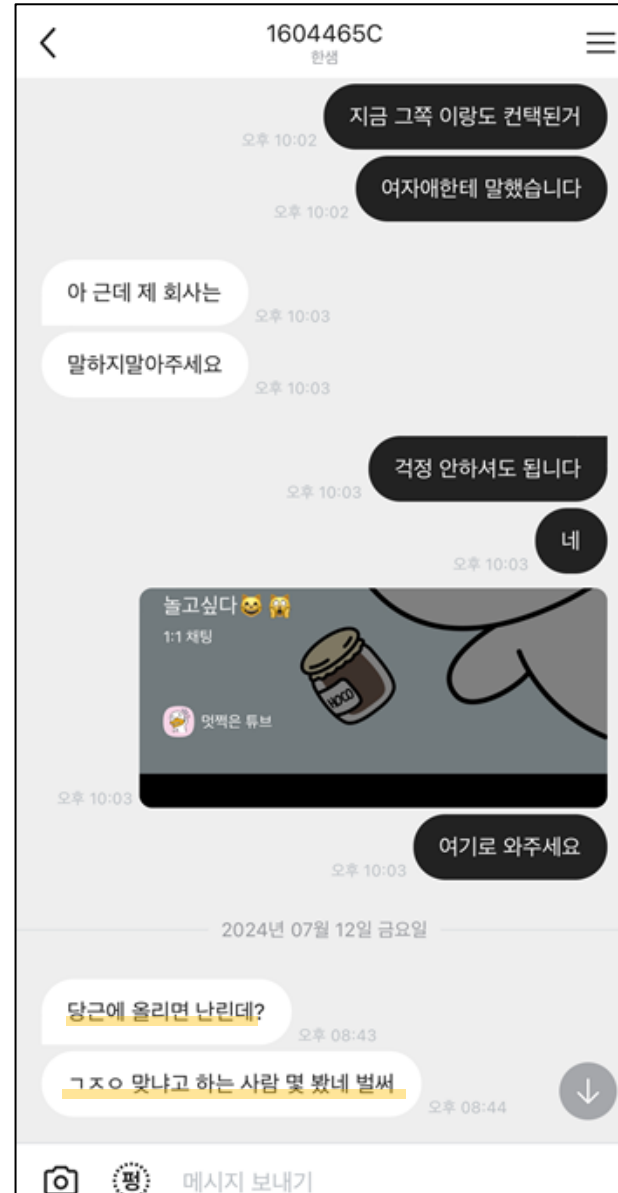 1604465C
한샘
지금 그쪽 이랑도 컨택된거
오후 10:02
여자애한테 말했습니다
오후 10:02
아 근데 제 회사는
오후 10:03
말하지말아주세요
오후 10:03
걱정 안하셔도 됩니다
오후 10:03
네
오후 10:03
놀고싶다😺 🙀
1:1 채팅
HOCO
멋쩍은 튜브
오후 10:03
여기로 와주세요
오후 10:03
2024년 07월 12일 금요일
당근에 올리면 난린데?
오후 08:43
ㄱㅈㅇ 맞냐고 하는 사람 몇 봤네 벌써
오후 08:44
펑
메시지 보내기